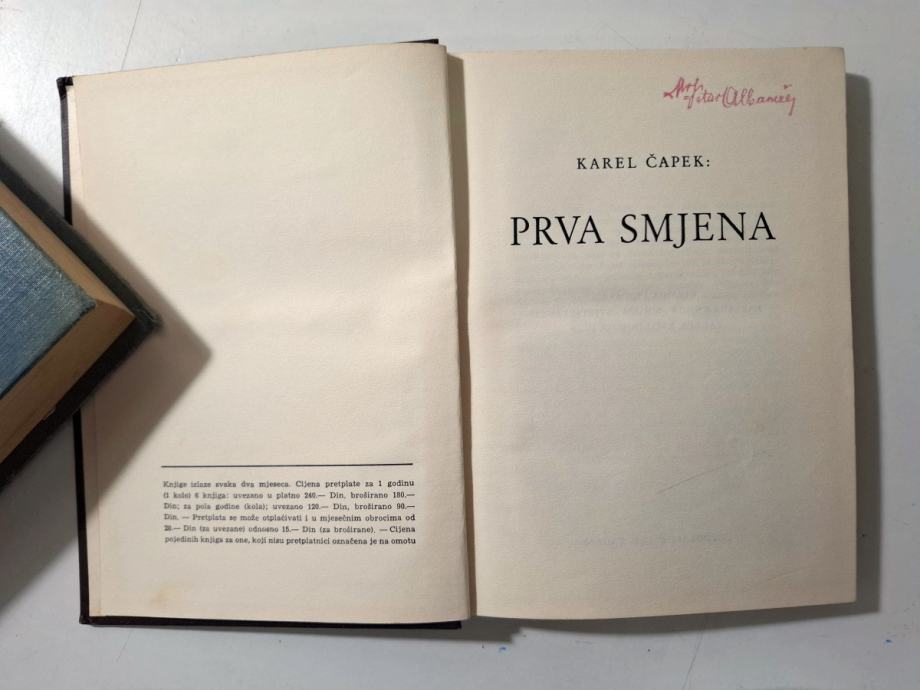 Knjige izlaze svaka dva mjeseca. Cijena pretplate za 1 godinu
(1 kolo) 6 knjiga: uvezano u platno 240.— Din, broširano 180.—
Din; za pola godine (kola); uvezano 120.— Din, broširano 90.—
Din. — Pretplata se može otplaćivati i u mjesečnim obrocima od
20.— Din (za uvezane) odnosno 15.— Din (za broširane). — Cijena
pojedinih knjiga za one, koji nisu pretplatnici označena je na omotu
KAREL ČAPEK:
PRVA SMJENA